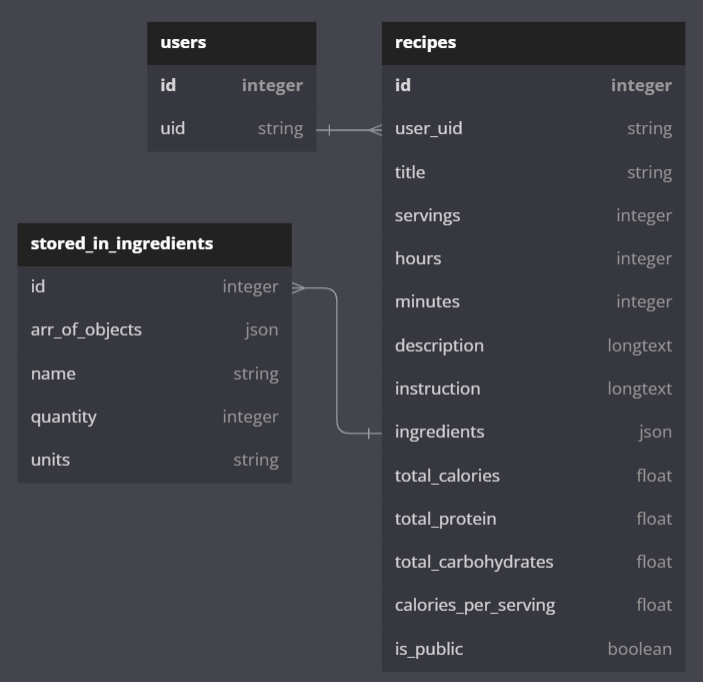 users
id integer
uid string
recipes
id integer
user_uid string
title string
servings integer
hours integer
minutes integer
description longtext
instruction longtext
ingredients json
total_calories float
total_protein float
total_carbohydrates float
calories_per_serving float
is_public boolean
stored_in_ingredients
id integer
arr_of_objects json
name string
quantity integer
units string